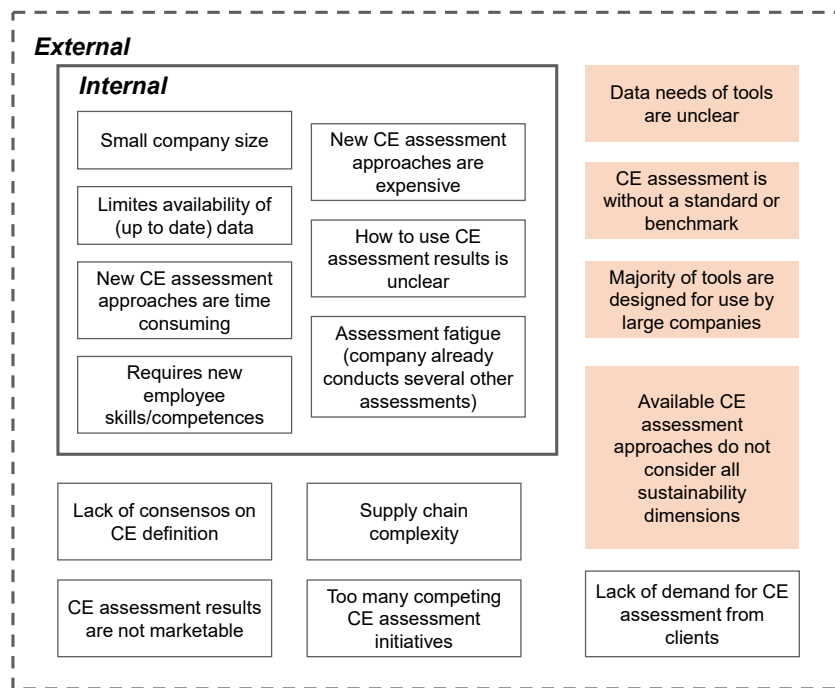 External
Internal
Small company size
Limites availability of
(up to date) data
New CE assessment
approaches are time
consuming
Requires new
employee
skills/competences
New CE assessment
approaches are
expensive
How to use CE
assessment results is
unclear
Assessment fatigue
(company already
conducts several other
assessments)
Data needs of tools
are unclear
CE assessment is
without a standard or
benchmark
Majority of tools are
designed for use by
large companies
Available CE
assessment
approaches do not
consider all
sustainability
dimensions
Lack of consensos on
CE definition
Supply chain
complexity
CE assessment results
are not marketable
Too many competing
CE assessment
initiatives
Lack of demand for CE
assessment from
clients